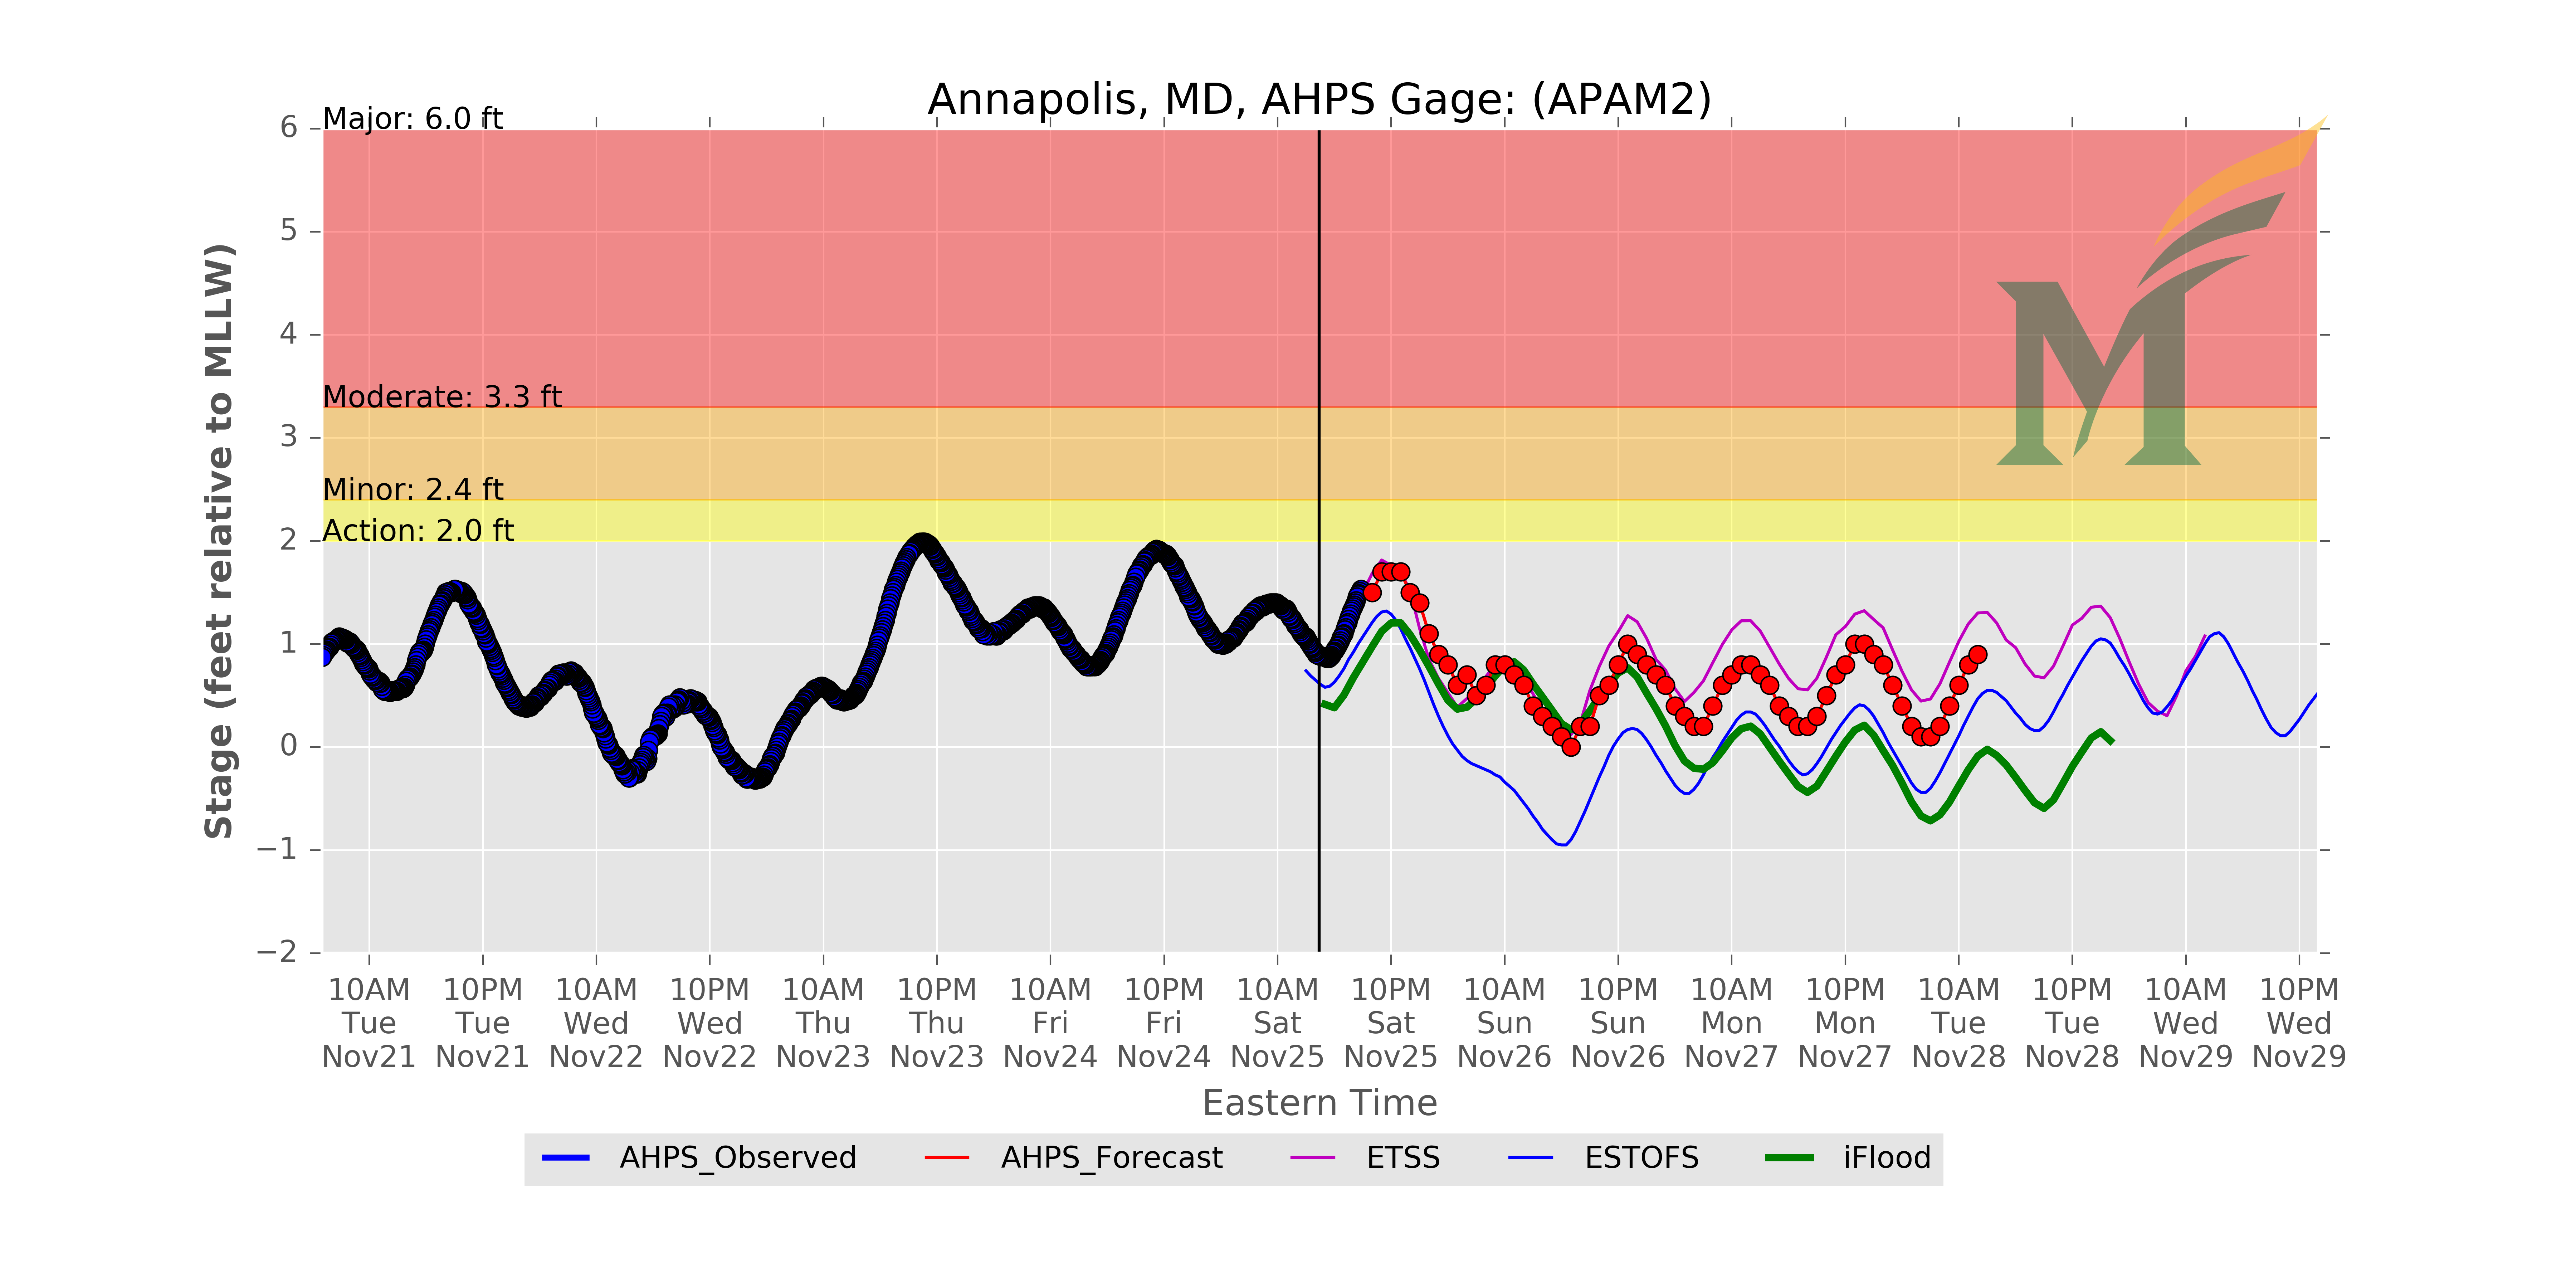 Annapolis, MD, AHPS Gage: (APAM2)
Major: 6.0 ft
Moderate: 3.3 ft
Minor: 2.4 ft
Action: 2.0 ft
Stage (feet relative to MLLW)
6
5
4
3
2
1
0
−1
−2
10AM 10PM 10AM 10PM 10AM 10PM 10AM 10PM 10AM 10PM 10AM 10PM 10AM 10PM 10AM 10PM 10AM 10PM
Tue Tue Wed Wed Thu Thu Fri Fri Sat Sat Sun Sun Mon Mon Tue Tue Wed Wed
Nov21 Nov21 Nov22 Nov22 Nov23 Nov23 Nov24 Nov24 Nov25 Nov25 Nov26 Nov26 Nov27 Nov27 Nov28 Nov28 Nov29 Nov29
Eastern Time
AHPS_Observed AHPS_Forecast ETSS ESTOFS iFlood
M